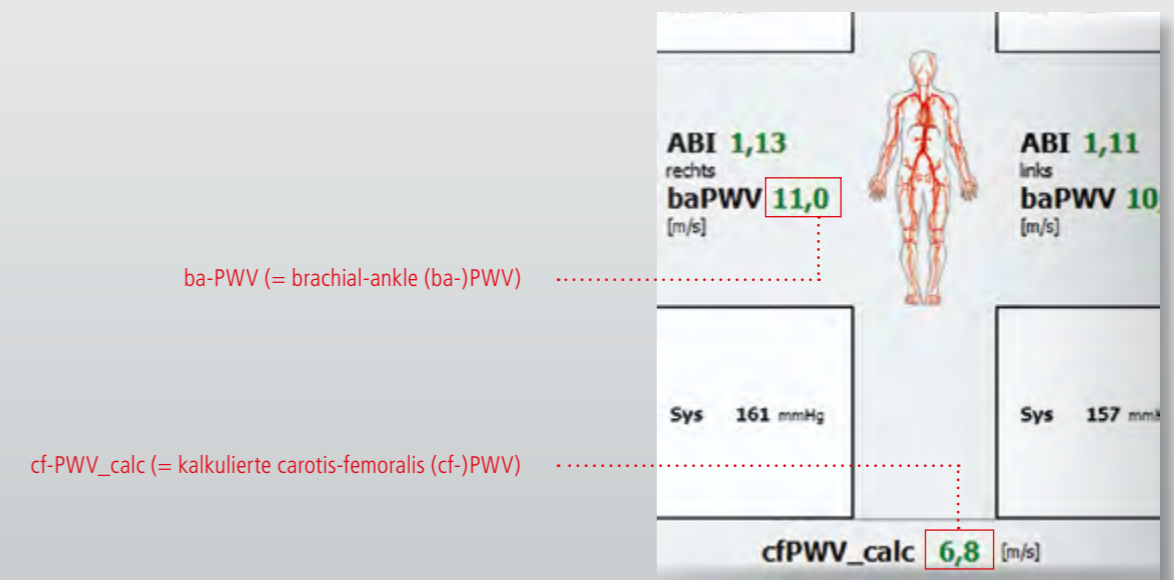 ABI 1,13
rechts
baPWV 11,0
[m/s]
ABI 1,11
links
baPWV 10,
[m/s]
ba-PWV (= brachial-ankle (ba-)PWV)
Sys 161 mmHg
Sys 157
cf-PWV_calc (= kalkulierte carotis-femoralis (cf-)PWV)
cfPWV_calc 6,8 [m/s]